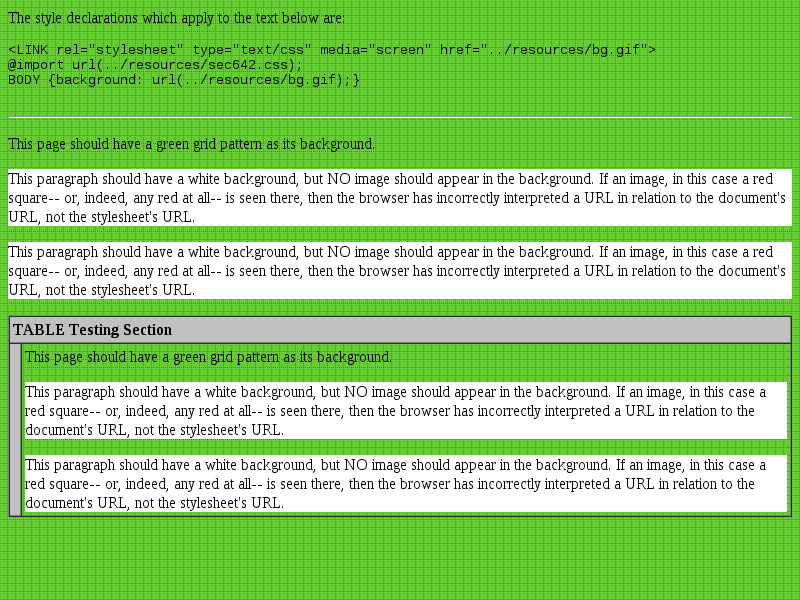 The style declarations which apply to the text below are:
<LINK rel="stylesheet" type="text/css" media="screen" href="../resources/bg.gif">
@import url(../resources/sec642.css);
BODY {background: url(../resources/bg.gif);}
This page should have a green grid pattern as its background.
This paragraph should have a white background, but NO image should appear in the background. If an image, in this case a red
square-- or, indeed, any red at all-- is seen there, then the browser has incorrectly interpreted a URL in relation to the document's
URL, not the stylesheet's URL.
This paragraph should have a white background, but NO image should appear in the background. If an image, in this case a red
square-- or, indeed, any red at all-- is seen there, then the browser has incorrectly interpreted a URL in relation to the document's
URL, not the stylesheet's URL.
TABLE Testing Section
This page should have a green grid pattern as its background.
This paragraph should have a white background, but NO image should appear in the background. If an image, in this case a
red square-- or, indeed, any red at all-- is seen there, then the browser has incorrectly interpreted a URL in relation to the
document's URL, not the stylesheet's URL.
This paragraph should have a white background, but NO image should appear in the background. If an image, in this case a
red square-- or, indeed, any red at all-- is seen there, then the browser has incorrectly interpreted a URL in relation to the
document's URL, not the stylesheet's URL.